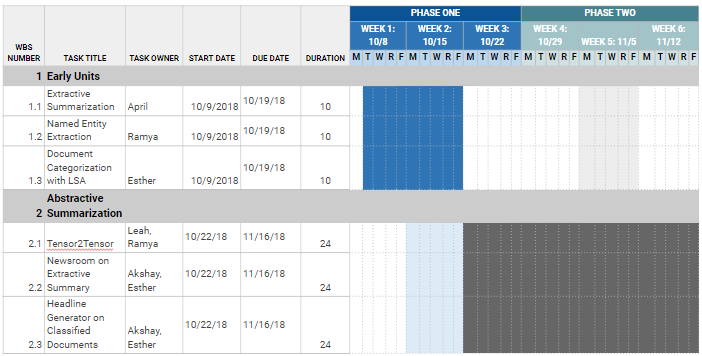 PHASE ONE PHASE TWO
WBS NUMBER TASK TITLE TASK OWNER START DATE DUE DATE DURATION WEEK 1: 10/8 WEEK 2: 10/15 WEEK 3: 10/22 WEEK 4: 10/29 WEEK 5: 11/5 WEEK 6: 11/12
M T W R F M T W R F M T W R F M T W R F M T W R F M T W R F
1 Early Units
1.1 Extractive Summarization April 10/9/2018 10/19/18 10
1.2 Named Entity Extraction Ramya 10/9/2018 10/19/18 10
1.3 Document Categorization with LSA Esther 10/9/2018 10/19/18 10
2 Abstractive Summarization
2.1 Tensor2Tensor Leah, Ramya 10/22/18 11/16/18 24
2.2 Newsroom on Extractive Summary Akshay, Esther 10/22/18 11/16/18 24
2.3 Headline Generator on Classified Documents Akshay, Esther 10/22/18 11/16/18 24